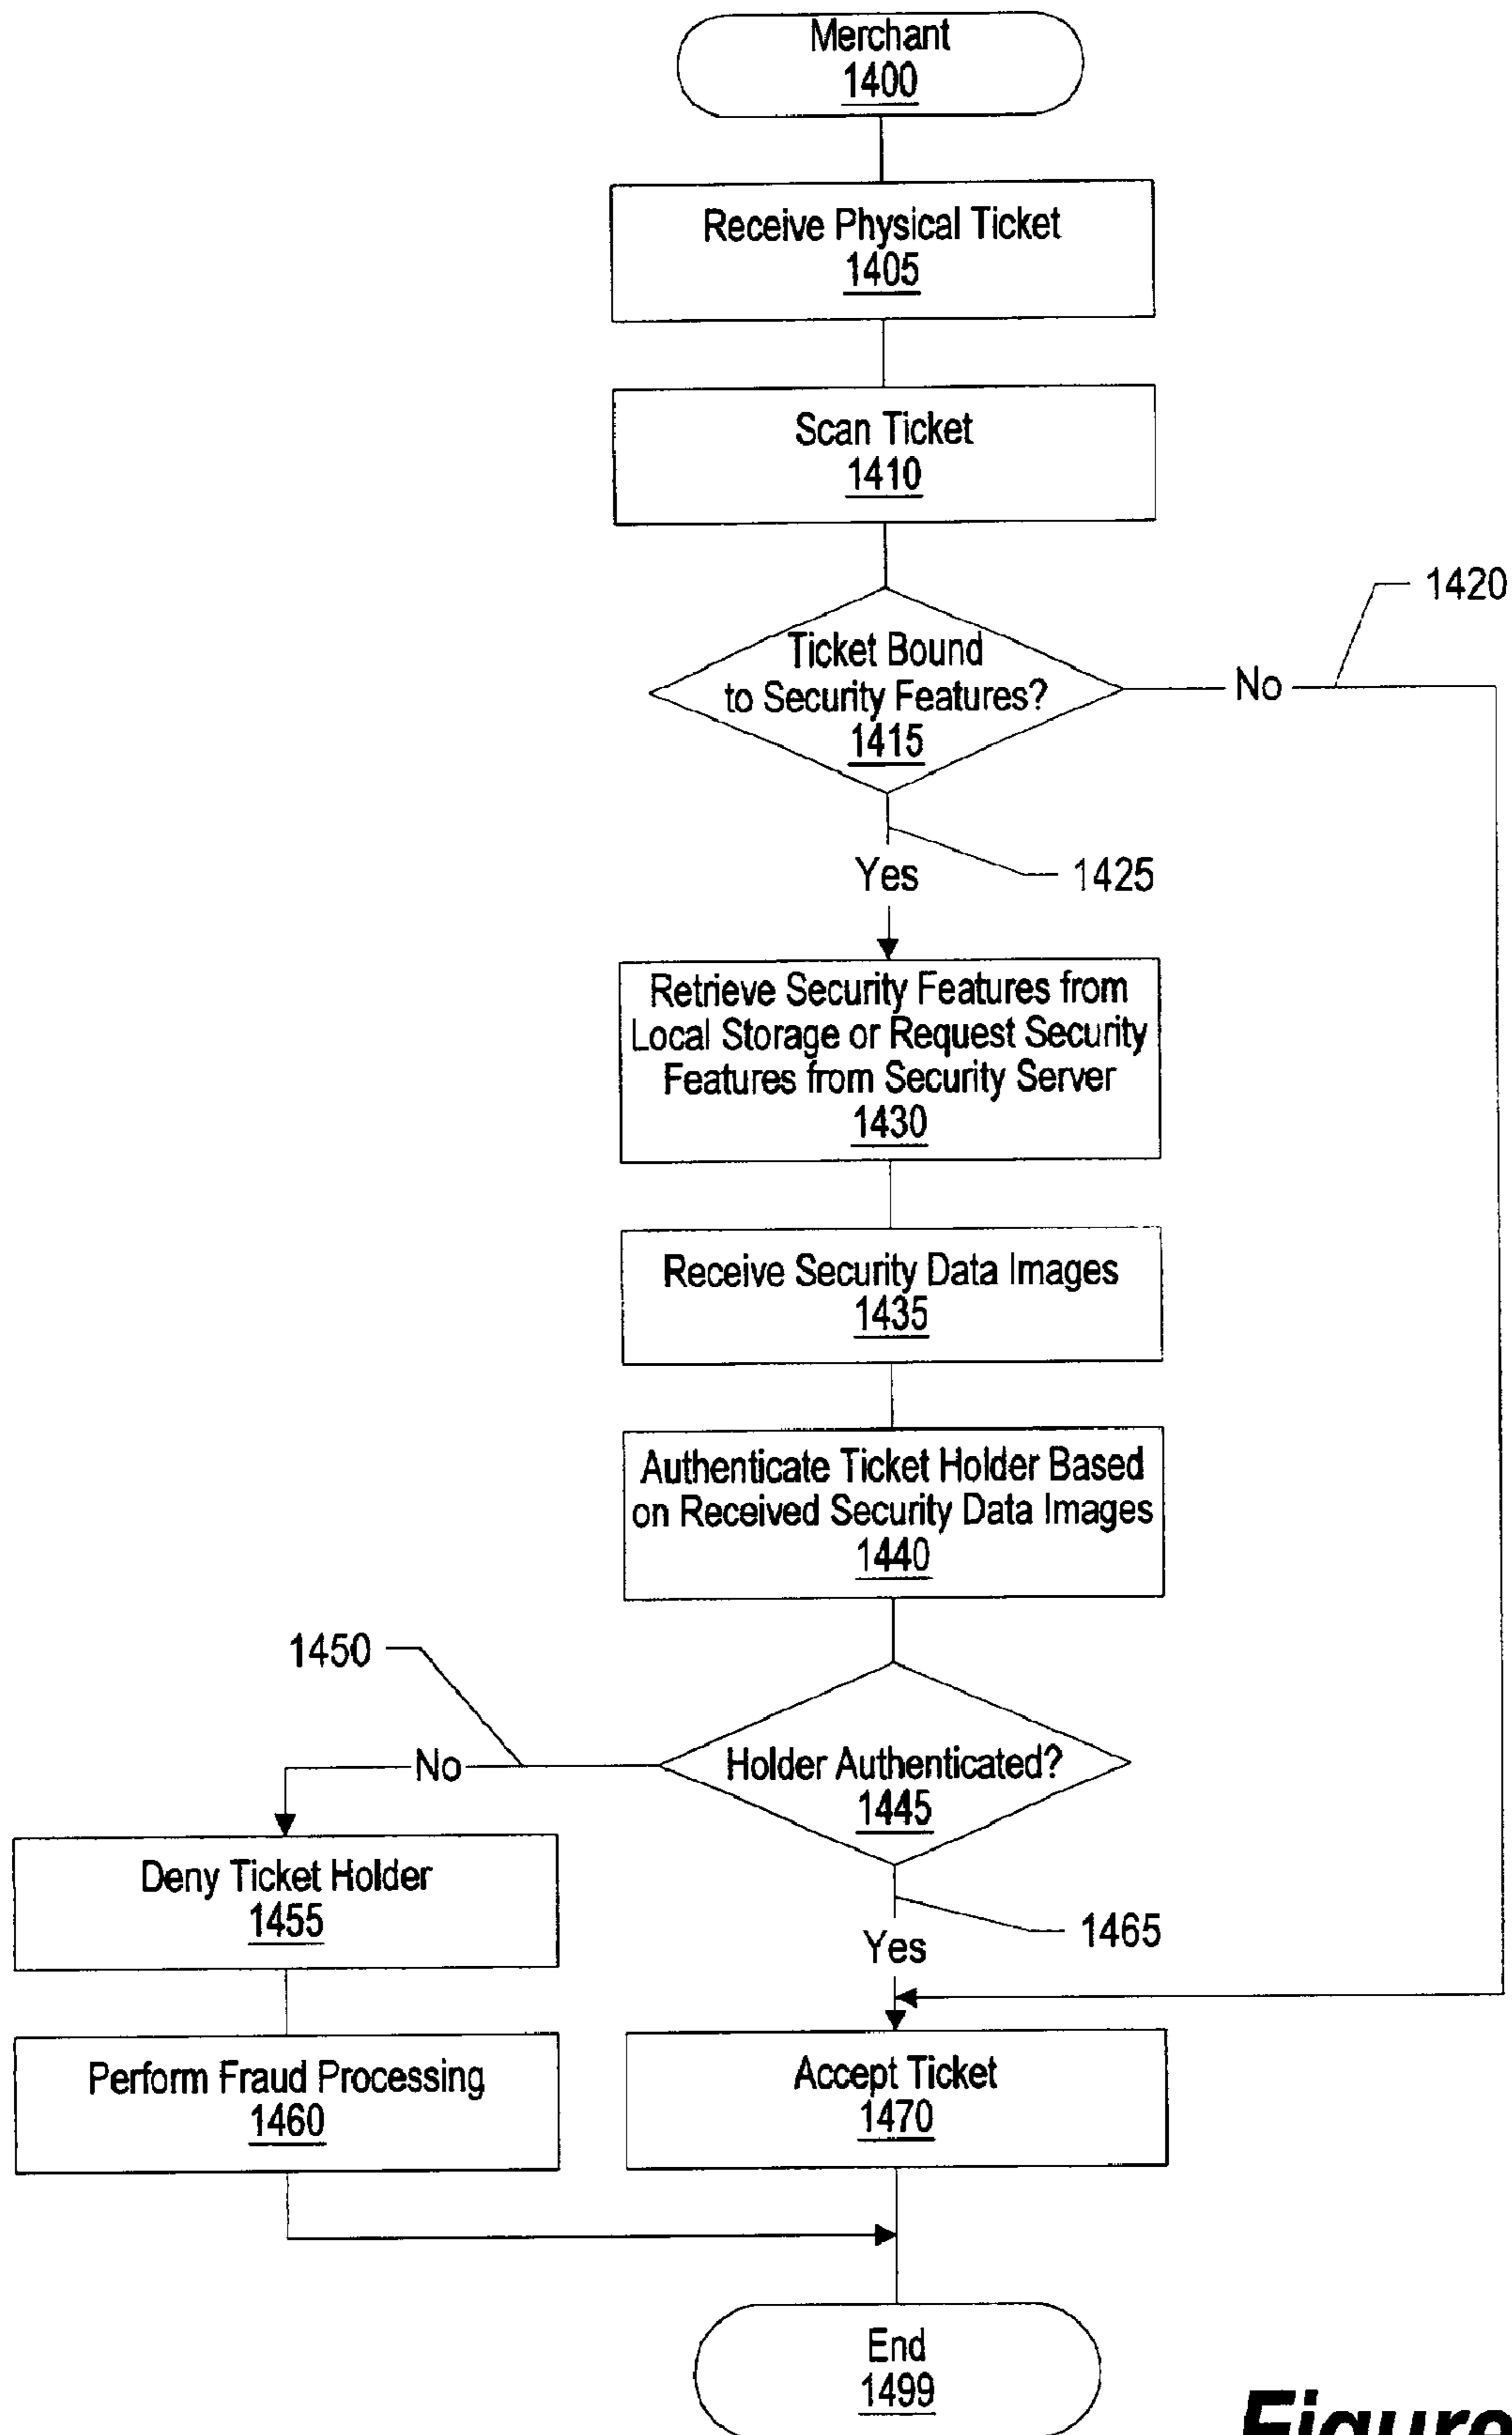 Merchant
1400
Receive Physical Ticket
1405
Scan Ticket
1410
Ticket Bound
to Security Features?
1415
No
1420
Yes
1425
Retrieve Security Features from
Local Storage or Request Security
Features from Security Server
1430
Receive Security Data Images
1435
Authenticate Ticket Holder Based
on Received Security Data Images
1440
1450
No
Holder Authenticated?
1445
Deny Ticket Holder
1455
Yes
1465
Perform Fraud Processing
1460
Accept Ticket
1470
End
1499
Figure